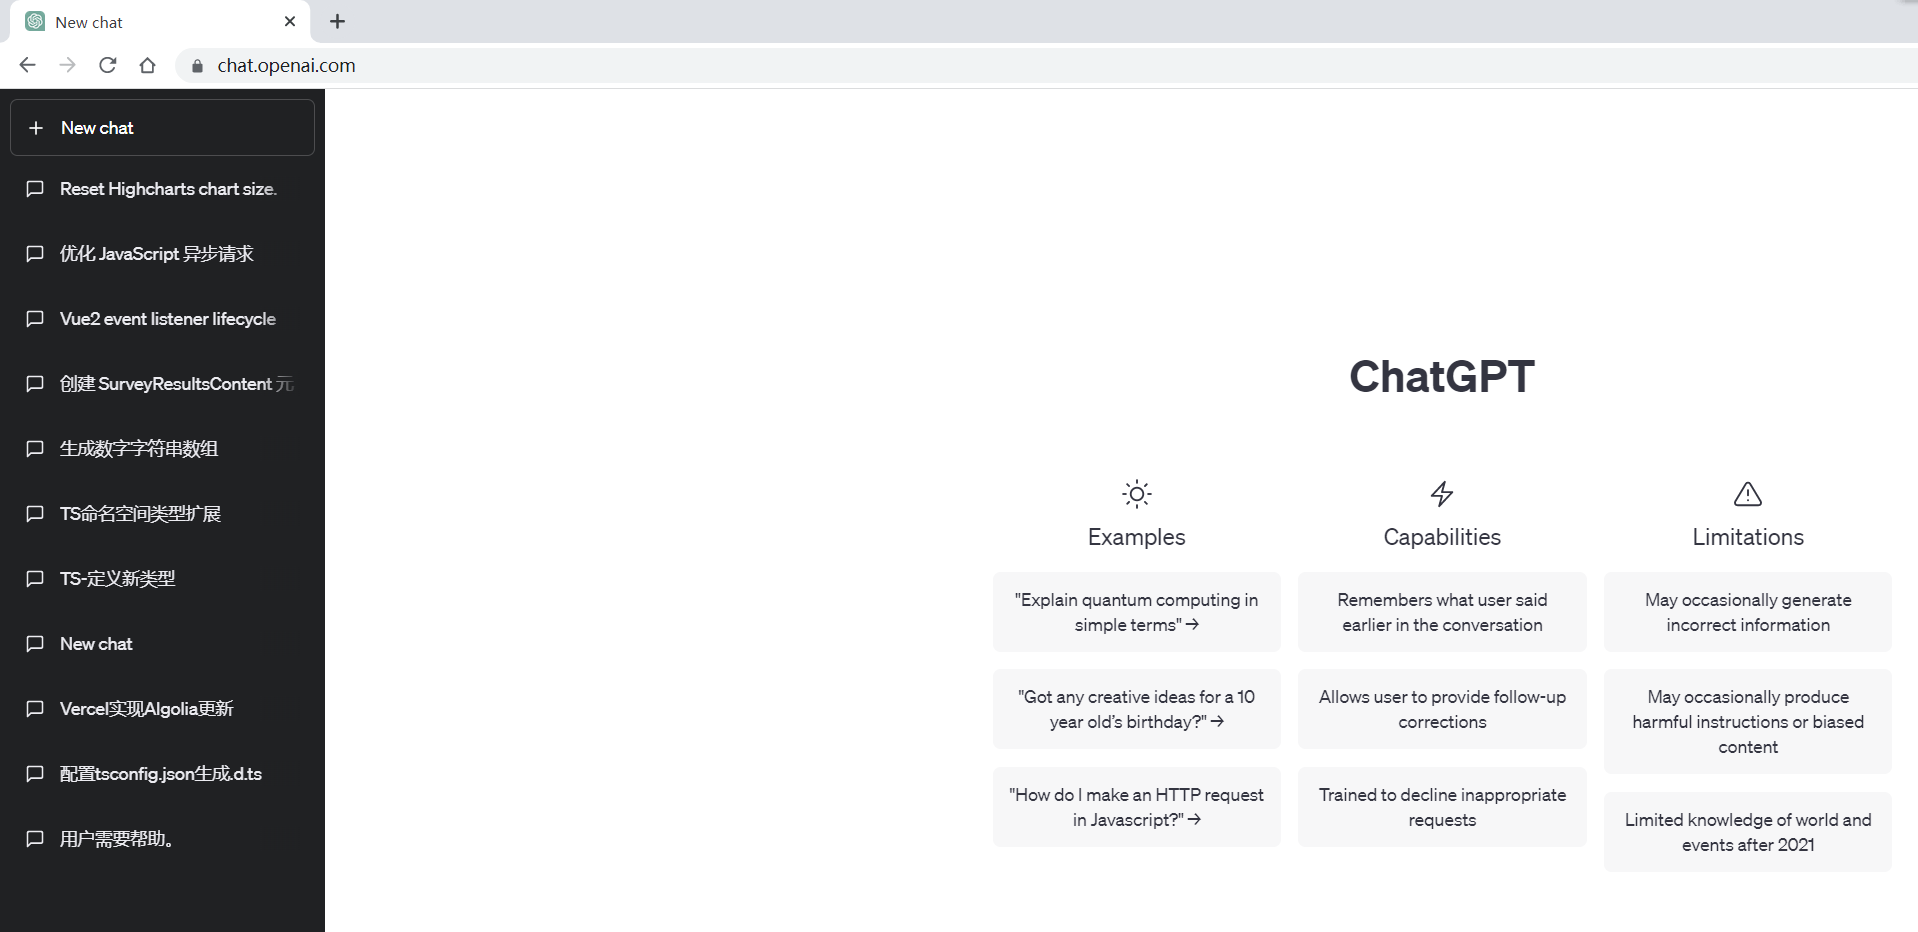 New chat
chat.openai.com
New chat
Reset Highcharts chart size.
优化 JavaScript 异步请求
Vue2 event listener lifecycle
创建 SurveyResultsContent 元
生成数字字符串数组
TS命名空间类型扩展
TS-定义新类型
New chat
Vercel实现Algolia更新
配置tsconfig.json生成.d.ts
用户需要帮助。
ChatGPT
Examples
"Explain quantum computing in
simple terms" →
"Got any creative ideas for a 10
year old’s birthday?" →
"How do I make an HTTP request
in Javascript?" →
Capabilities
Remembers what user said
earlier in the conversation
Allows user to provide follow-up
corrections
Trained to decline inappropriate
requests
Limitations
May occasionally generate
incorrect information
May occasionally produce
harmful instructions or biased
content
Limited knowledge of world and
events after 2021